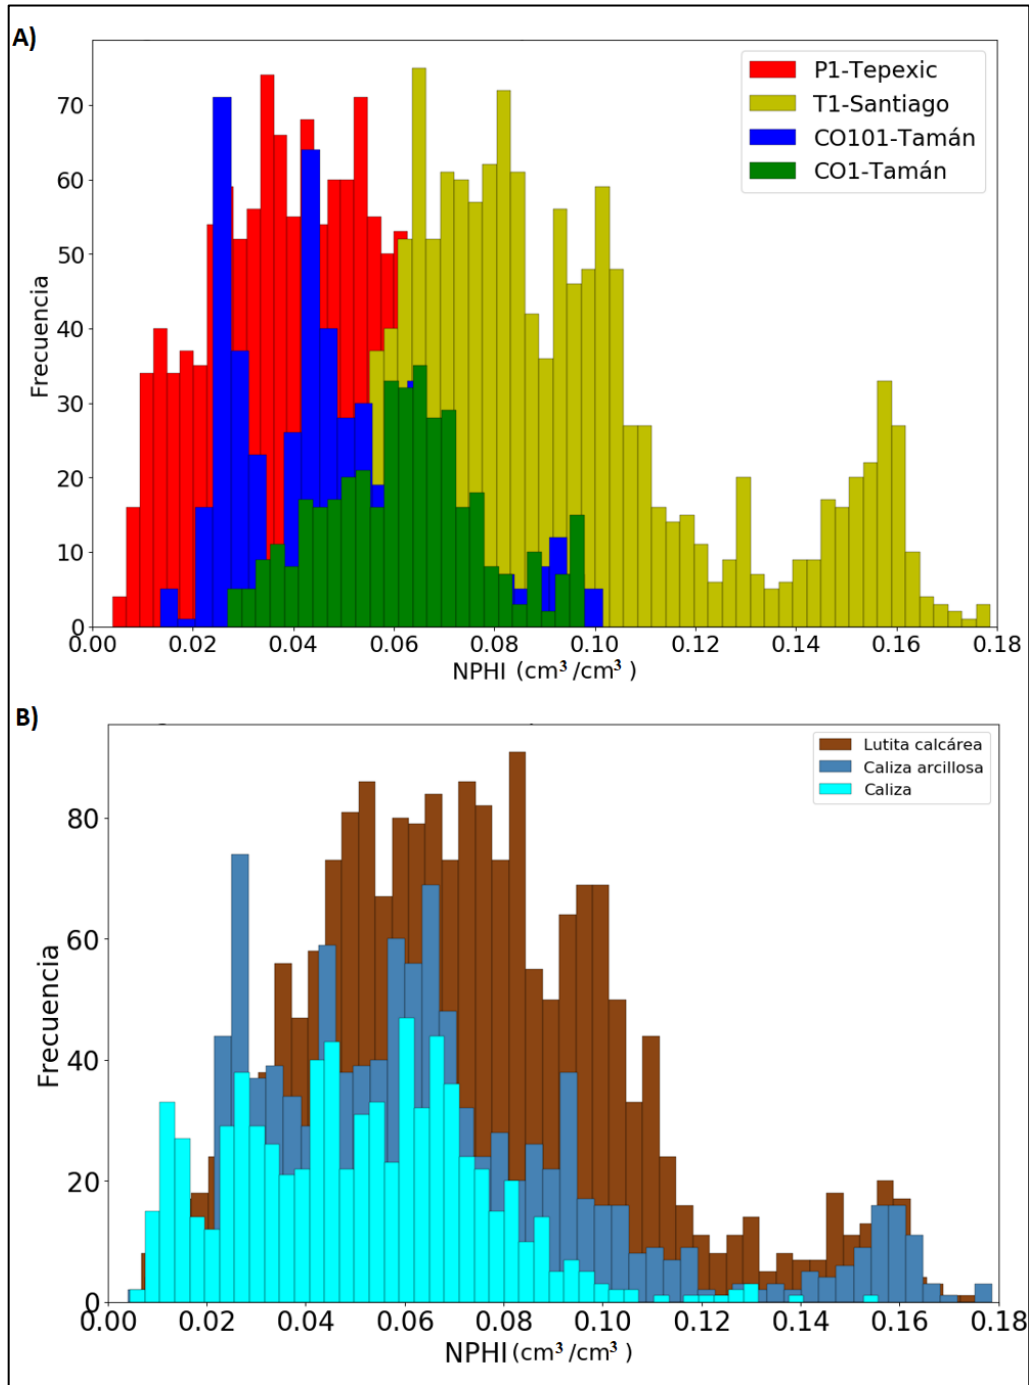 A)
P1-Tepexic
T1-Santiago
CO101-Tamán
CO1-Tamán
Frecuencia
70
60
50
40
30
20
10
0
0.00 0.02 0.04 0.06 0.08 0.10 0.12 0.14 0.16 0.18
NPHI (cm³/cm³ )
B)
Lutita calcárea
Caliza arcillosa
Caliza
Frecuencia
80
60
40
20
0
0.00 0.02 0.04 0.06 0.08 0.10 0.12 0.14 0.16 0.18
NPHI (cm³/cm³ )